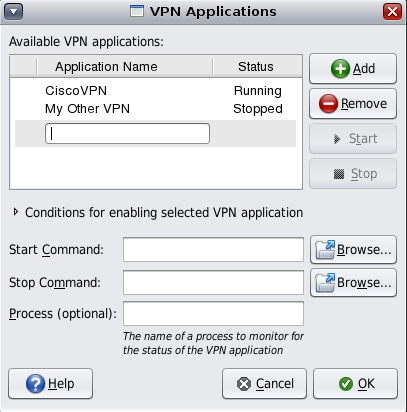 VPN Applications
Available VPN applications:
Application Name Status
CiscoVPN Running
My Other VPN Stopped
Add
Remove
Start
Stop
Conditions for enabling selected VPN application
Start Command: Browse...
Stop Command: Browse...
Process (optional):
The name of a process to monitor for
the status of the VPN application
Help Cancel OK